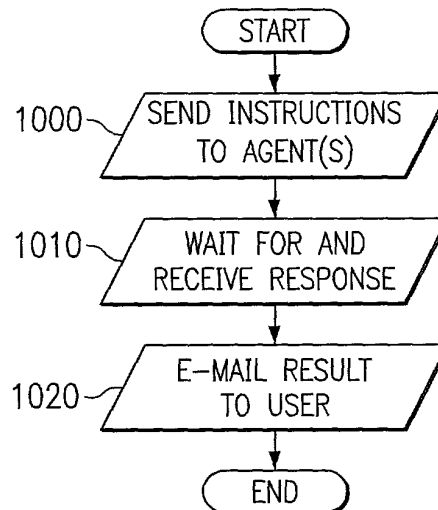 START
1000
SEND INSTRUCTIONS
TO AGENT(S)
1010
WAIT FOR AND
RECEIVE RESPONSE
1020
E-MAIL RESULT
TO USER
END